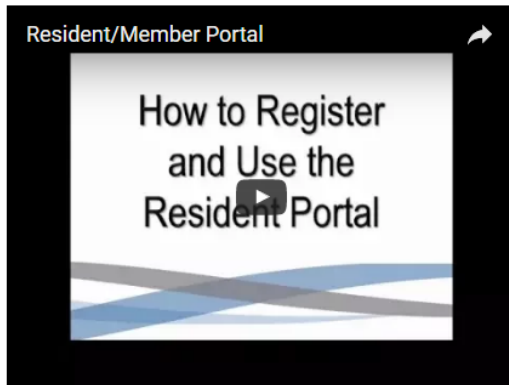 Resident/Member Portal
How to Register
and Use the
Resident Portal